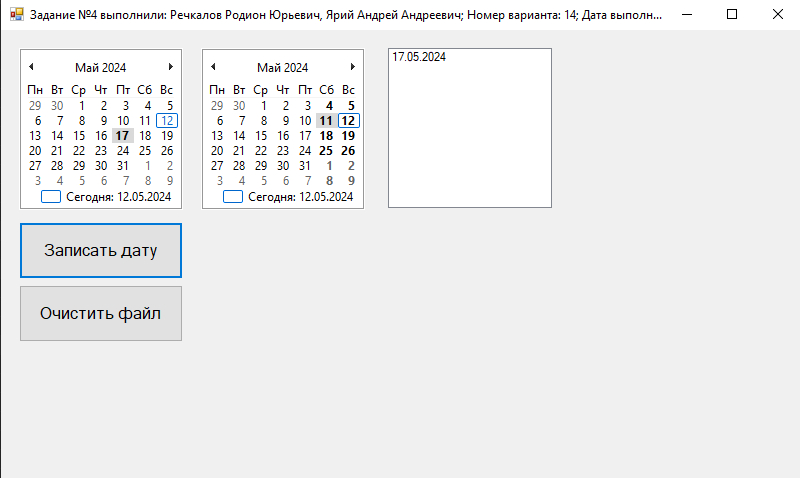 Задание №4 выполнили: Речкалов Родион Юрьевич, Ярий Андрей Андреевич; Номер варианта: 14; Дата выполн...
Май 2024
Пн Вт Ср Чт Пт Сб Вс
29 30 1 2 3 4 5
6 7 8 9 10 11 12
13 14 15 16 17 18 19
20 21 22 23 24 25 26
27 28 29 30 31 1 2
3 4 5 6 7 8 9
Сегодня: 12.05.2024
Май 2024
Пн Вт Ср Чт Пт Сб Вс
29 30 1 2 3 4 5
6 7 8 9 10 11 12
13 14 15 16 17 18 19
20 21 22 23 24 25 26
27 28 29 30 31 1 2
3 4 5 6 7 8 9
Сегодня: 12.05.2024
17.05.2024
Записать дату
Очистить файл